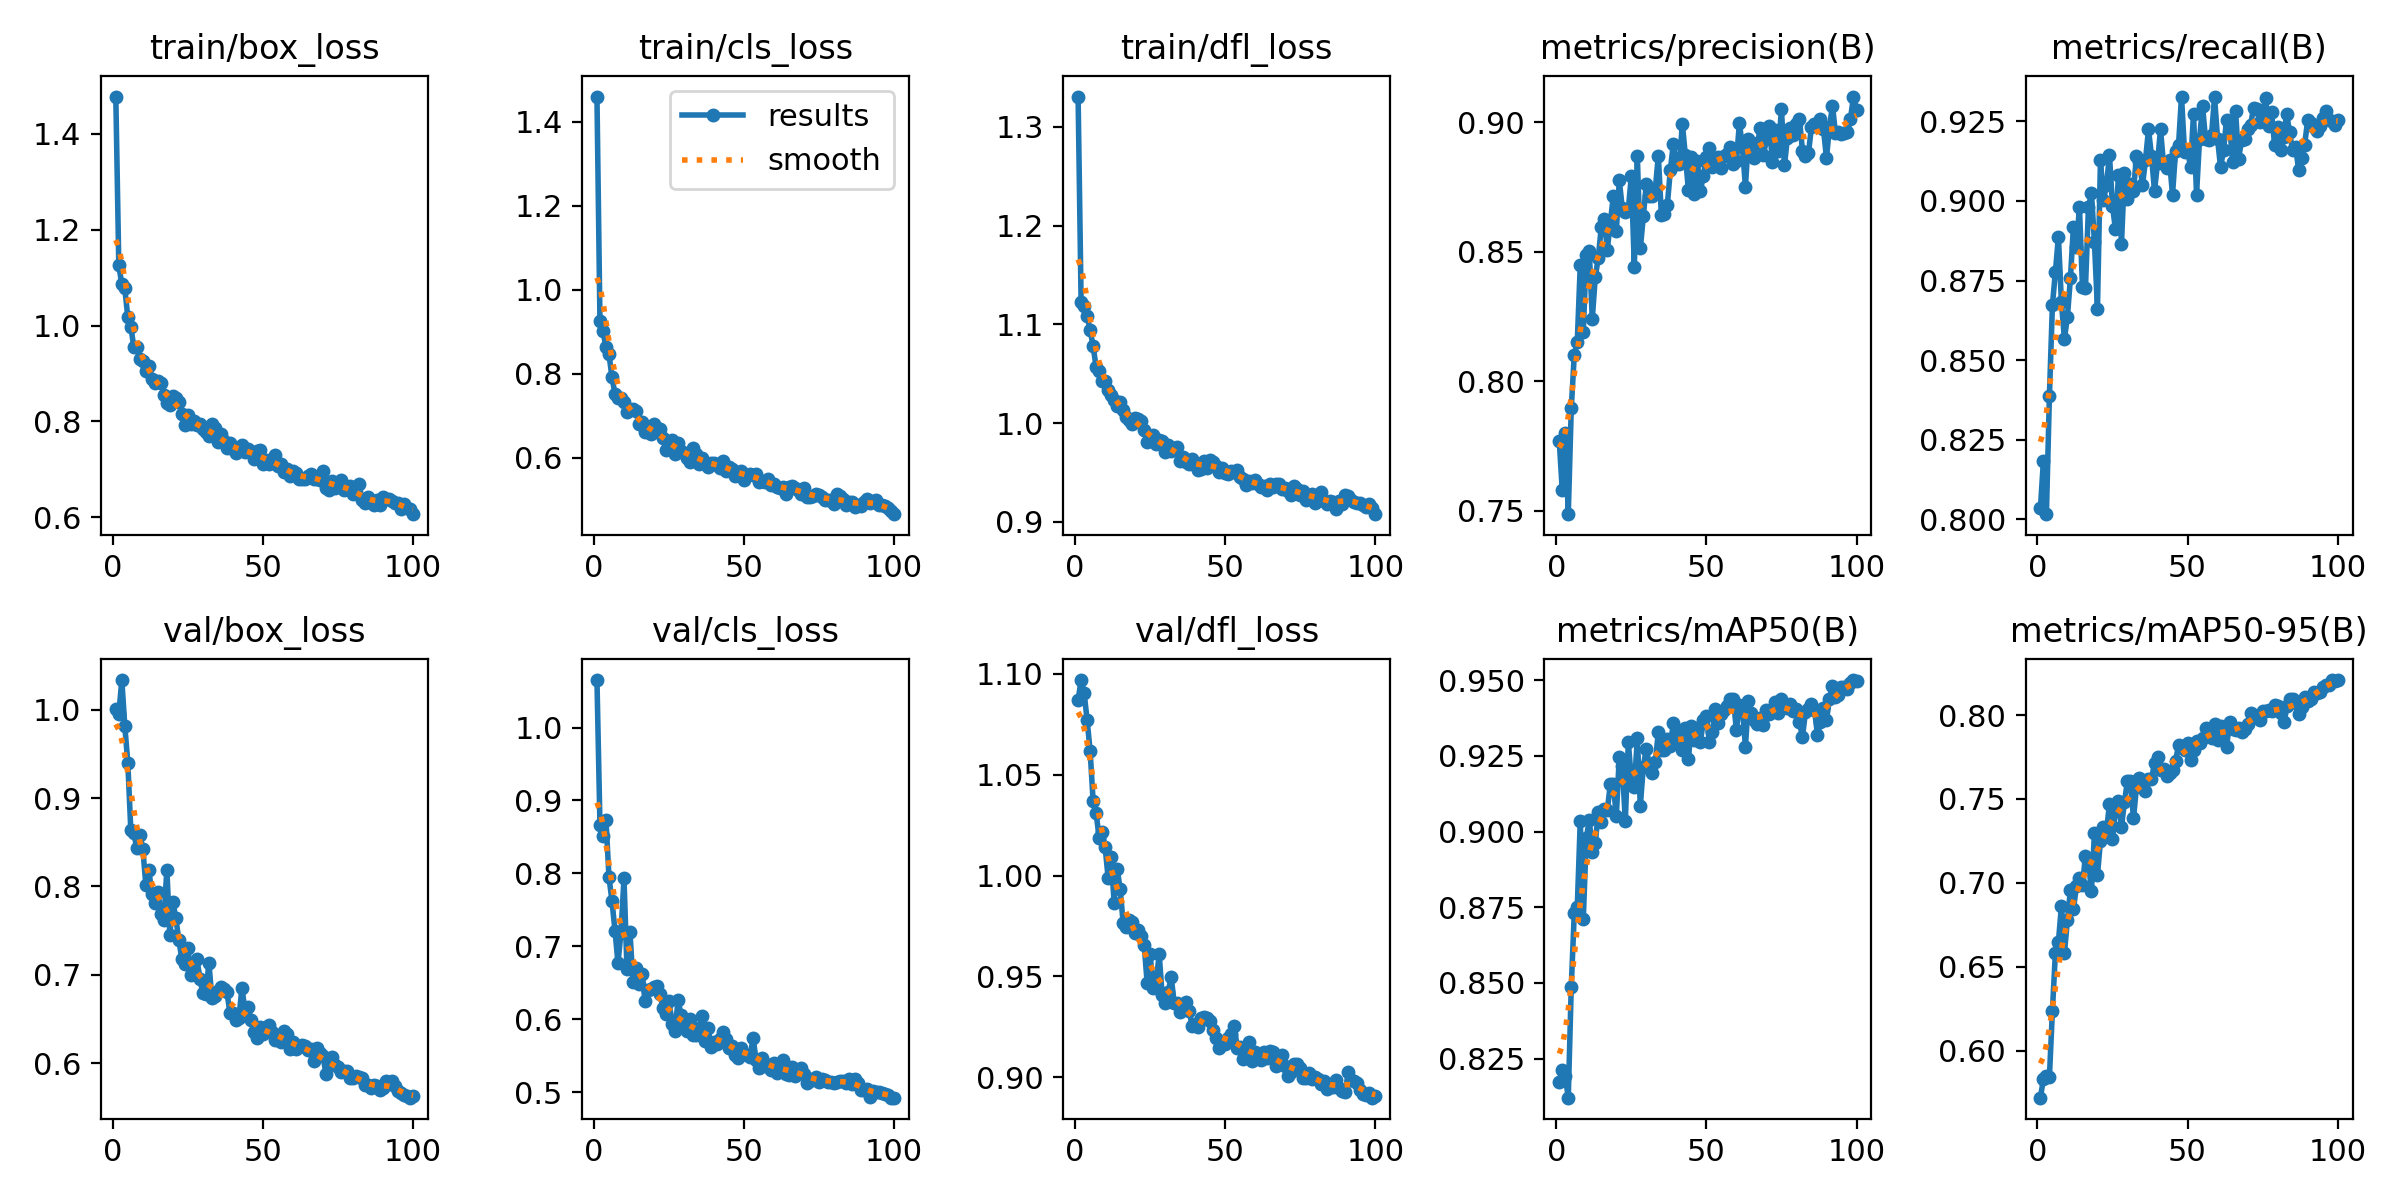 train/box_loss
1.4
1.2
1.0
0.8
0.6
0 50 100
train/cls_loss
results
smooth
1.4
1.2
1.0
0.8
0.6
0 50 100
train/dfl_loss
1.3
1.2
1.1
1.0
0.9
0 50 100
metrics/precision(B)
0.90
0.85
0.80
0.75
0 50 100
metrics/recall(B)
0.925
0.900
0.875
0.850
0.825
0.800
0 50 100
val/box_loss
1.0
0.9
0.8
0.7
0.6
0 50 100
val/cls_loss
1.0
0.9
0.8
0.7
0.6
0.5
0 50 100
val/dfl_loss
1.10
1.05
1.00
0.95
0.90
0 50 100
metrics/mAP50(B)
0.950
0.925
0.900
0.875
0.850
0.825
0 50 100
metrics/mAP50-95(B)
0.80
0.75
0.70
0.65
0.60
0 50 100